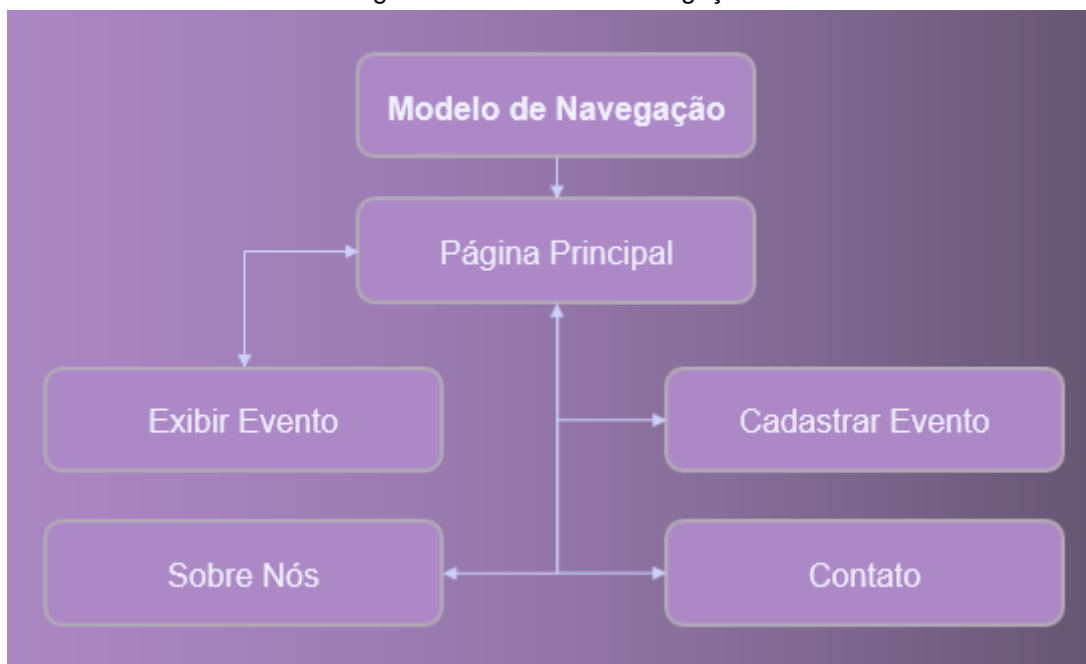 Modelo de Navegação
Página Principal
Exibir Evento
Cadastrar Evento
Sobre Nós
Contato